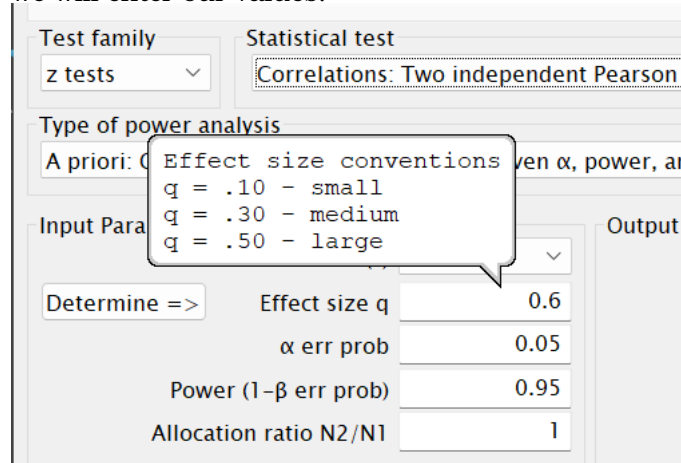 Test family
Statistical test
z tests
Correlations: Two independent Pearson
Type of power analysis
A priori:
ven α, power, an
Effect size conventions
q = .10 - small
q = .30 - medium
q = .50 - large
Input Para
Output
Determine =>
Effect size q
0.6
α err prob
0.05
Power (1-β err prob)
0.95
Allocation ratio N2/N1
1